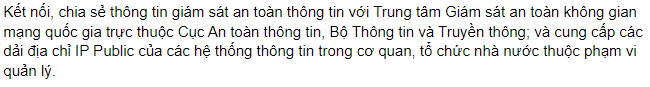 Kết nối, chia sẻ thông tin giám sát an toàn thông tin với Trung tâm Giám sát an toàn không gian
mạng quốc gia trực thuộc Cục An toàn thông tin, Bộ Thông tin và Truyền thông; và cung cấp các
dải địa chỉ IP Public của các hệ thống thông tin trong cơ quan, tổ chức nhà nước thuộc phạm vi
quản lý.